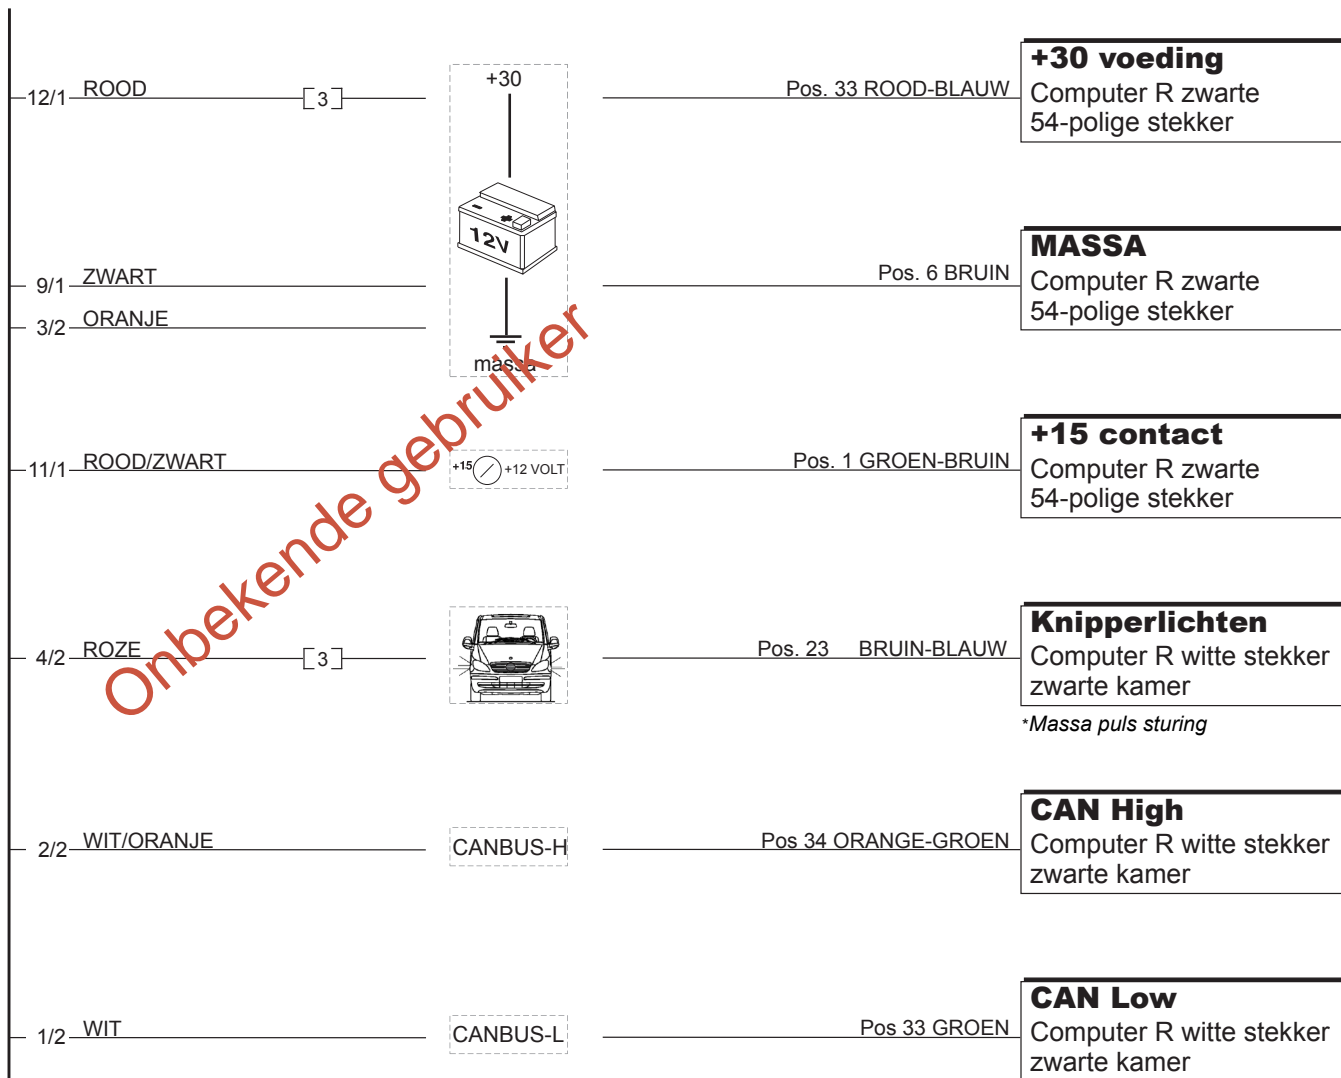 12/1 ROOD [3] +30 Pos. 33 ROOD-BLAUW
+30 voeding
Computer R zwarte
54-polige stekker
12V
9/1 ZWART Pos. 6 BRUIN
MASSA
Computer R zwarte
54-polige stekker
3/2 ORANJE
massa
11/1 ROOD/ZWART +15 +12 VOLT Pos. 1 GROEN-BRUIN
+15 contact
Computer R zwarte
54-polige stekker
Onbekende gebruiker
4/2 ROZE [3] Pos. 23 BRUIN-BLAUW
Knipperlichten
Computer R witte stekker
zwarte kamer
*Massa puls sturing
2/2 WIT/ORANJE CANBUS-H Pos 34 ORANGE-GROEN
CAN High
Computer R witte stekker
zwarte kamer
1/2 WIT CANBUS-L Pos 33 GROEN
CAN Low
Computer R witte stekker
zwarte kamer